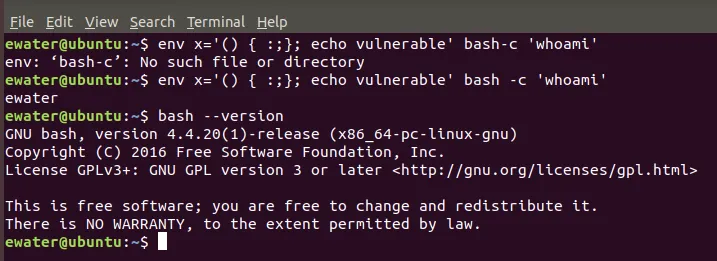 File Edit View Search Terminal Help
ewater@ubuntu:~$ env x='() { :;}; echo vulnerable' bash-c 'whoami'
env: ‘bash-c’: No such file or directory
ewater@ubuntu:~$ env x='() { :;}; echo vulnerable' bash -c 'whoami'
ewater
ewater@ubuntu:~$ bash --version
GNU bash, version 4.4.20(1)-release (x86_64-pc-linux-gnu)
Copyright (C) 2016 Free Software Foundation, Inc.
License GPLv3+: GNU GPL version 3 or later <http://gnu.org/licenses/gpl.html>
This is free software; you are free to change and redistribute it.
There is NO WARRANTY, to the extent permitted by law.
ewater@ubuntu:~$